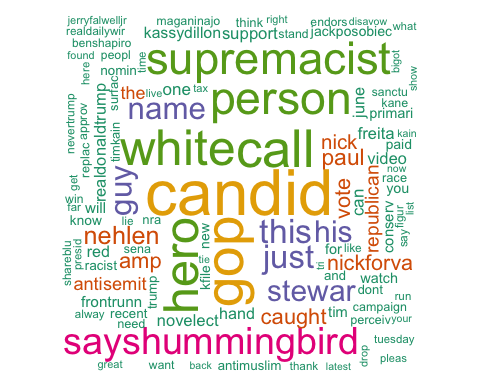 jerryfalwelljr maganinajo think right endors disavow
realdailywir kassydillon support stand jackposobiec what
benshapiro supremacist bigot
found peopl show
here nomin time the live one tax person june sanctu
nevertrump surfac name kane
approv realdonaldtrump timkain whitecall nick freita primari
replac guy paul video paid kain
get candid vote can republican race now you
win far will conserv say figur list
know lie nra hero gop this his
shareblu presid red sena kfile tie new just for like nickforva tri
nehlen amp and watch
racist trump stewar dont run
antisemit caught tim campaign
frontrunn hand perceiv your
alway recent need novelect
sayshummingbird tuesday
drop pleas
great want back antimuslim thank latest